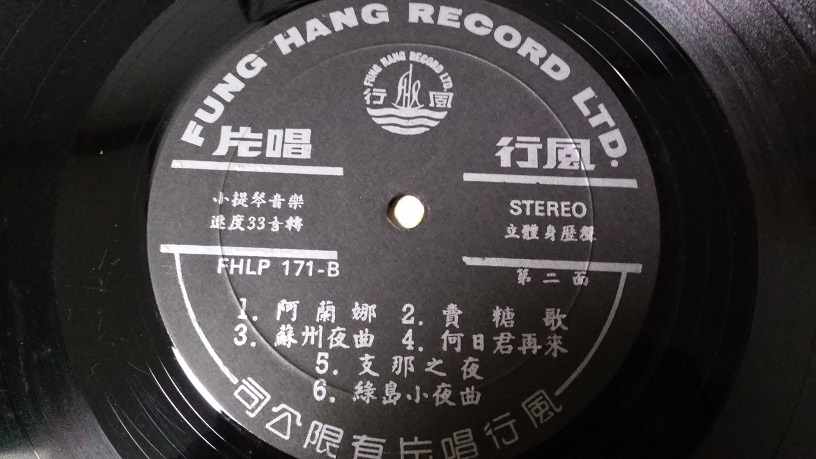 FUNG HANG RECORD LTD.
FUNG HANG RECORD LTD.
風行
FHR
風行唱片
小提琴音樂
速度33⅓轉
STEREO
立體身歷聲
FHLP 171-B
第二面
1. 阿蘭娜 2. 賣糖歌
3. 蘇州夜曲 4. 何日君再來
5. 支那之夜
6. 綠島小夜曲
風行唱片有限公司